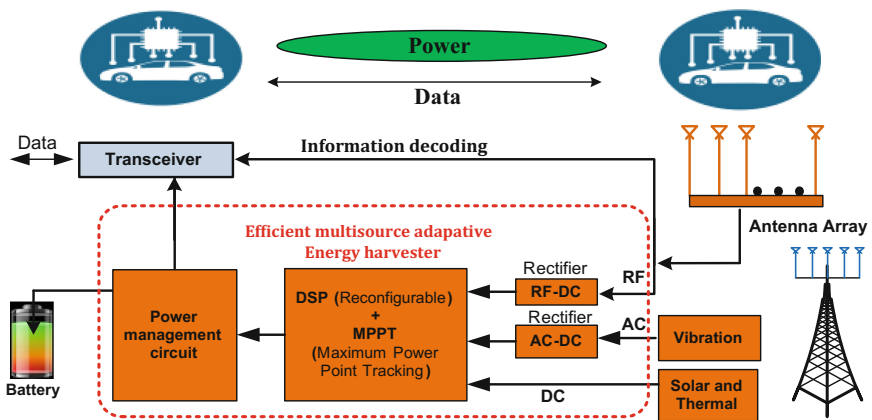 Power
Data
Data
Transceiver
Information decoding
Antenna Array
Efficient multisource adapative
Energy harvester
Rectifier
RF-DC
RF
Rectifier
AC-DC
AC
Vibration
DSP (Reconfigurable)
+
MPPT
(Maximum Power
Point Tracking)
Power
management
circuit
Battery
DC
Solar and
Thermal